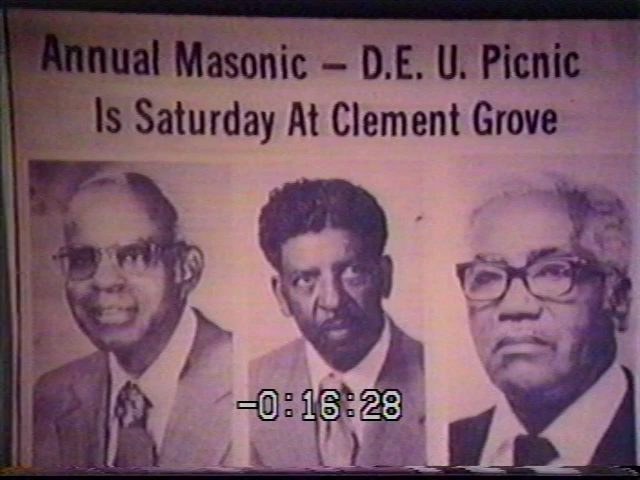 Annual Masonic – D.E. U. Picnic
Is Saturday At Clement Grove
-0:16:28